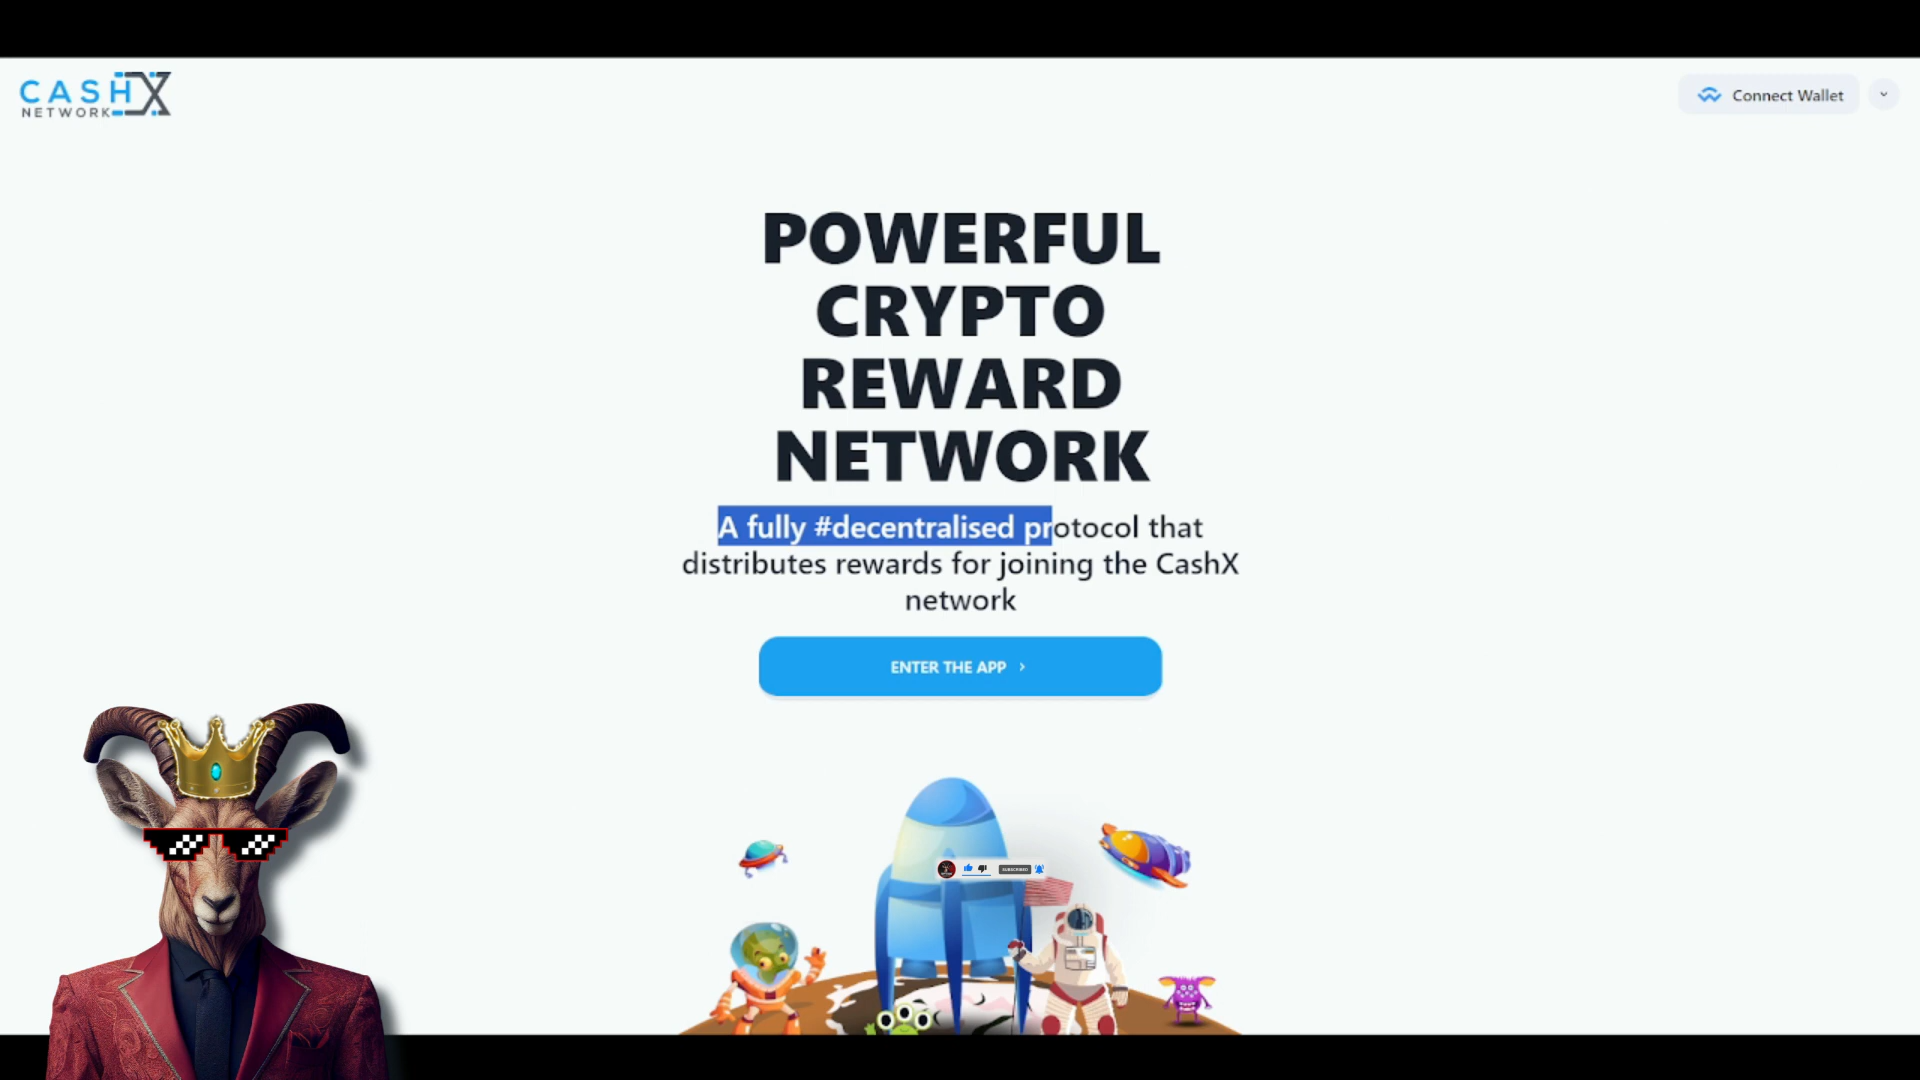 CASHX
NETWORK
Connect Wallet
POWERFUL
CRYPTO
REWARD
NETWORK
A fully #decentralised protocol that
distributes rewards for joining the CashX
network
ENTER THE APP
SUBSCRIBED